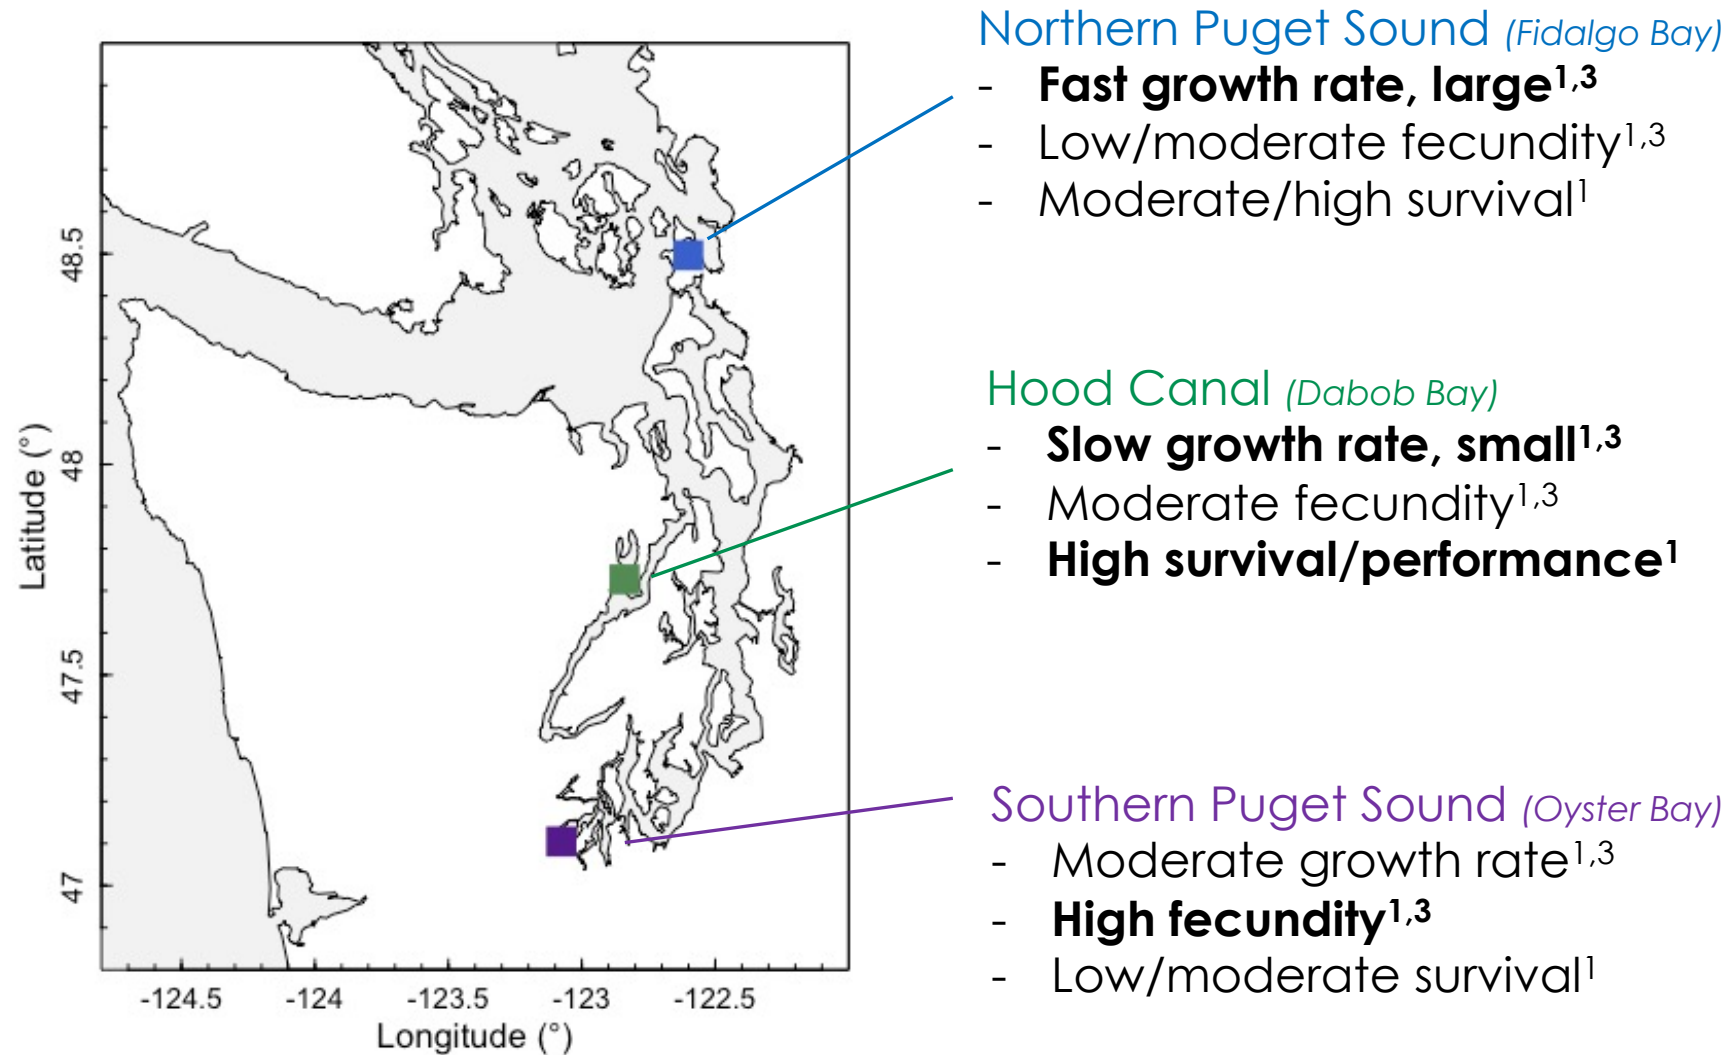 Northern Puget Sound (Fidalgo Bay)
- Fast growth rate, large1,3
- Low/moderate fecundity1,3
- Moderate/high survival1
Hood Canal (Dabob Bay)
- Slow growth rate, small1,3
- Moderate fecundity1,3
- High survival/performance1
Southern Puget Sound (Oyster Bay)
- Moderate growth rate1,3
- High fecundity1,3
- Low/moderate survival1
Latitude (°)
48.5
48
47.5
47
-124.5 -124 -123.5 -123 -122.5
Longitude (°)